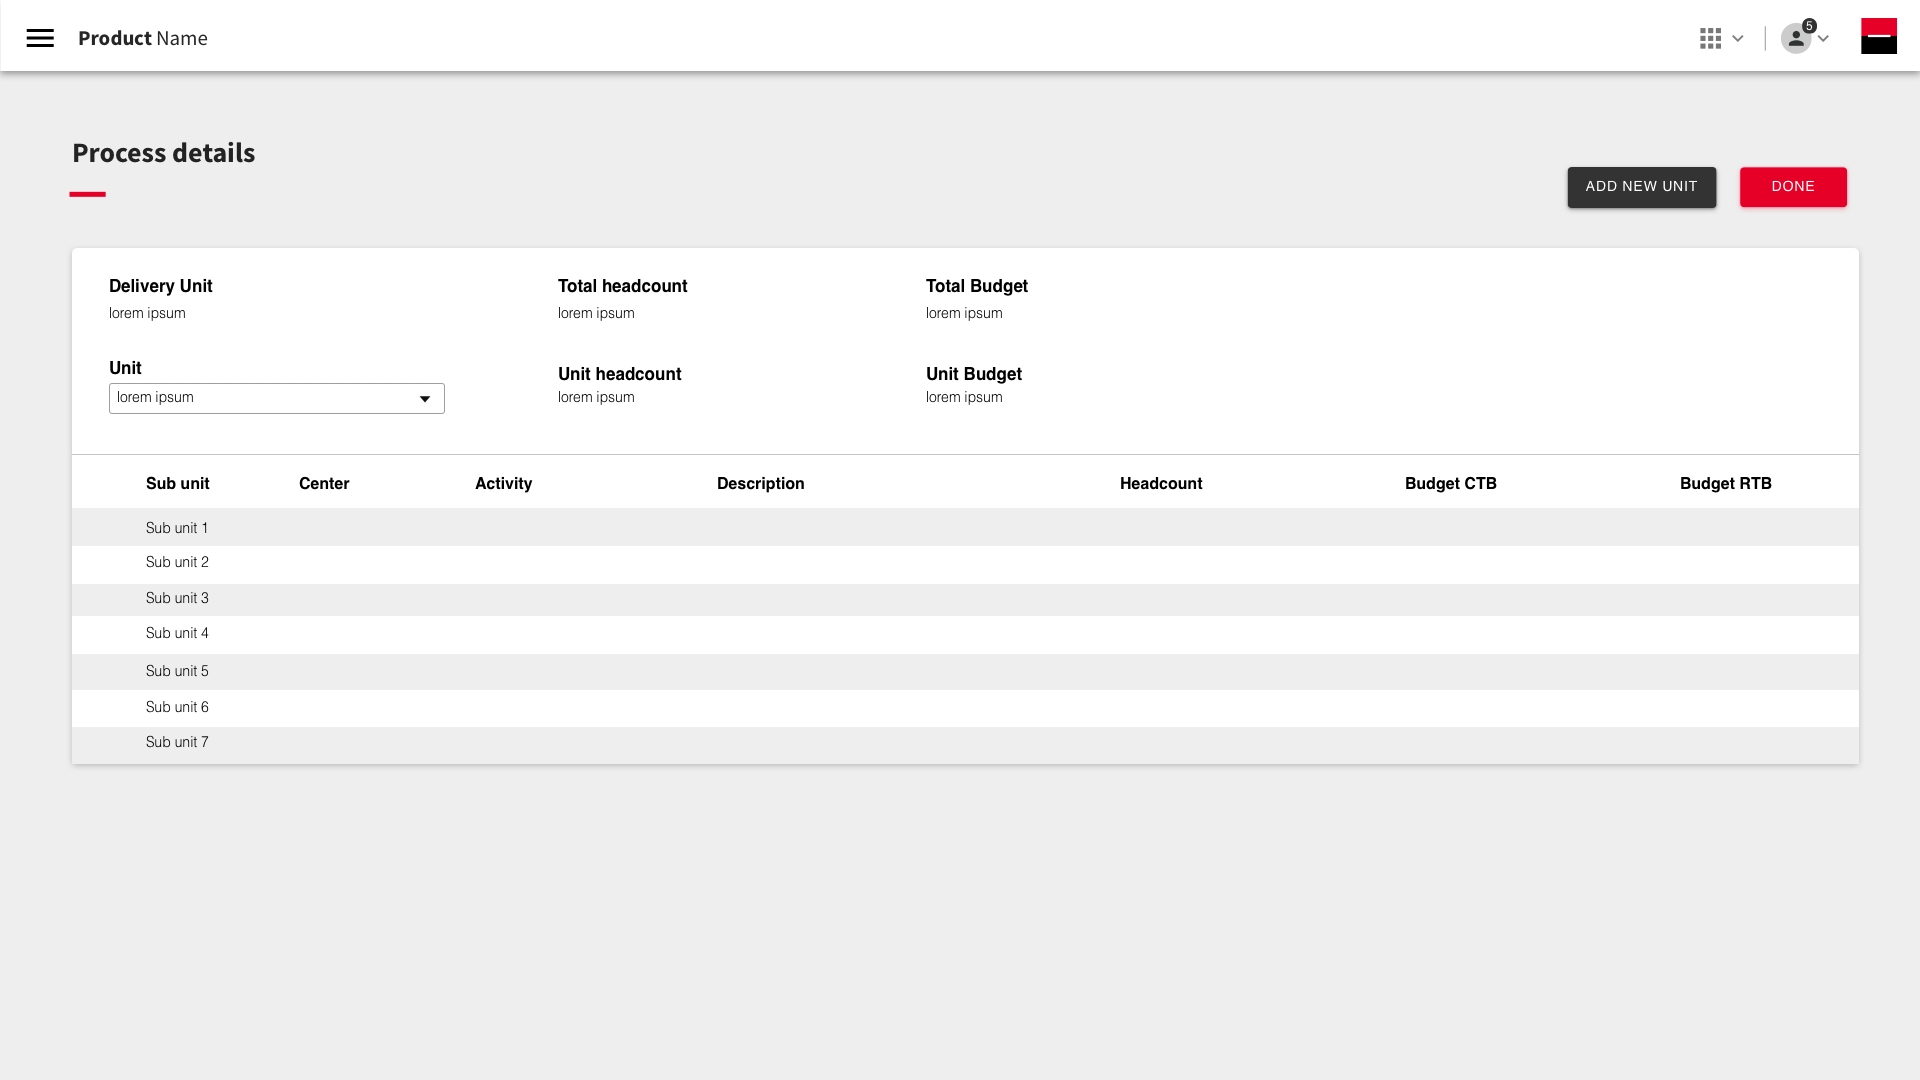 Product Name
5
Process details
ADD NEW UNIT
DONE
Delivery Unit
Total headcount
Total Budget
lorem ipsum
lorem ipsum
lorem ipsum
Unit
Unit headcount
Unit Budget
lorem ipsum
lorem ipsum
lorem ipsum
Sub unit
Center
Activity
Description
Headcount
Budget CTB
Budget RTB
Sub unit 1
Sub unit 2
Sub unit 3
Sub unit 4
Sub unit 5
Sub unit 6
Sub unit 7